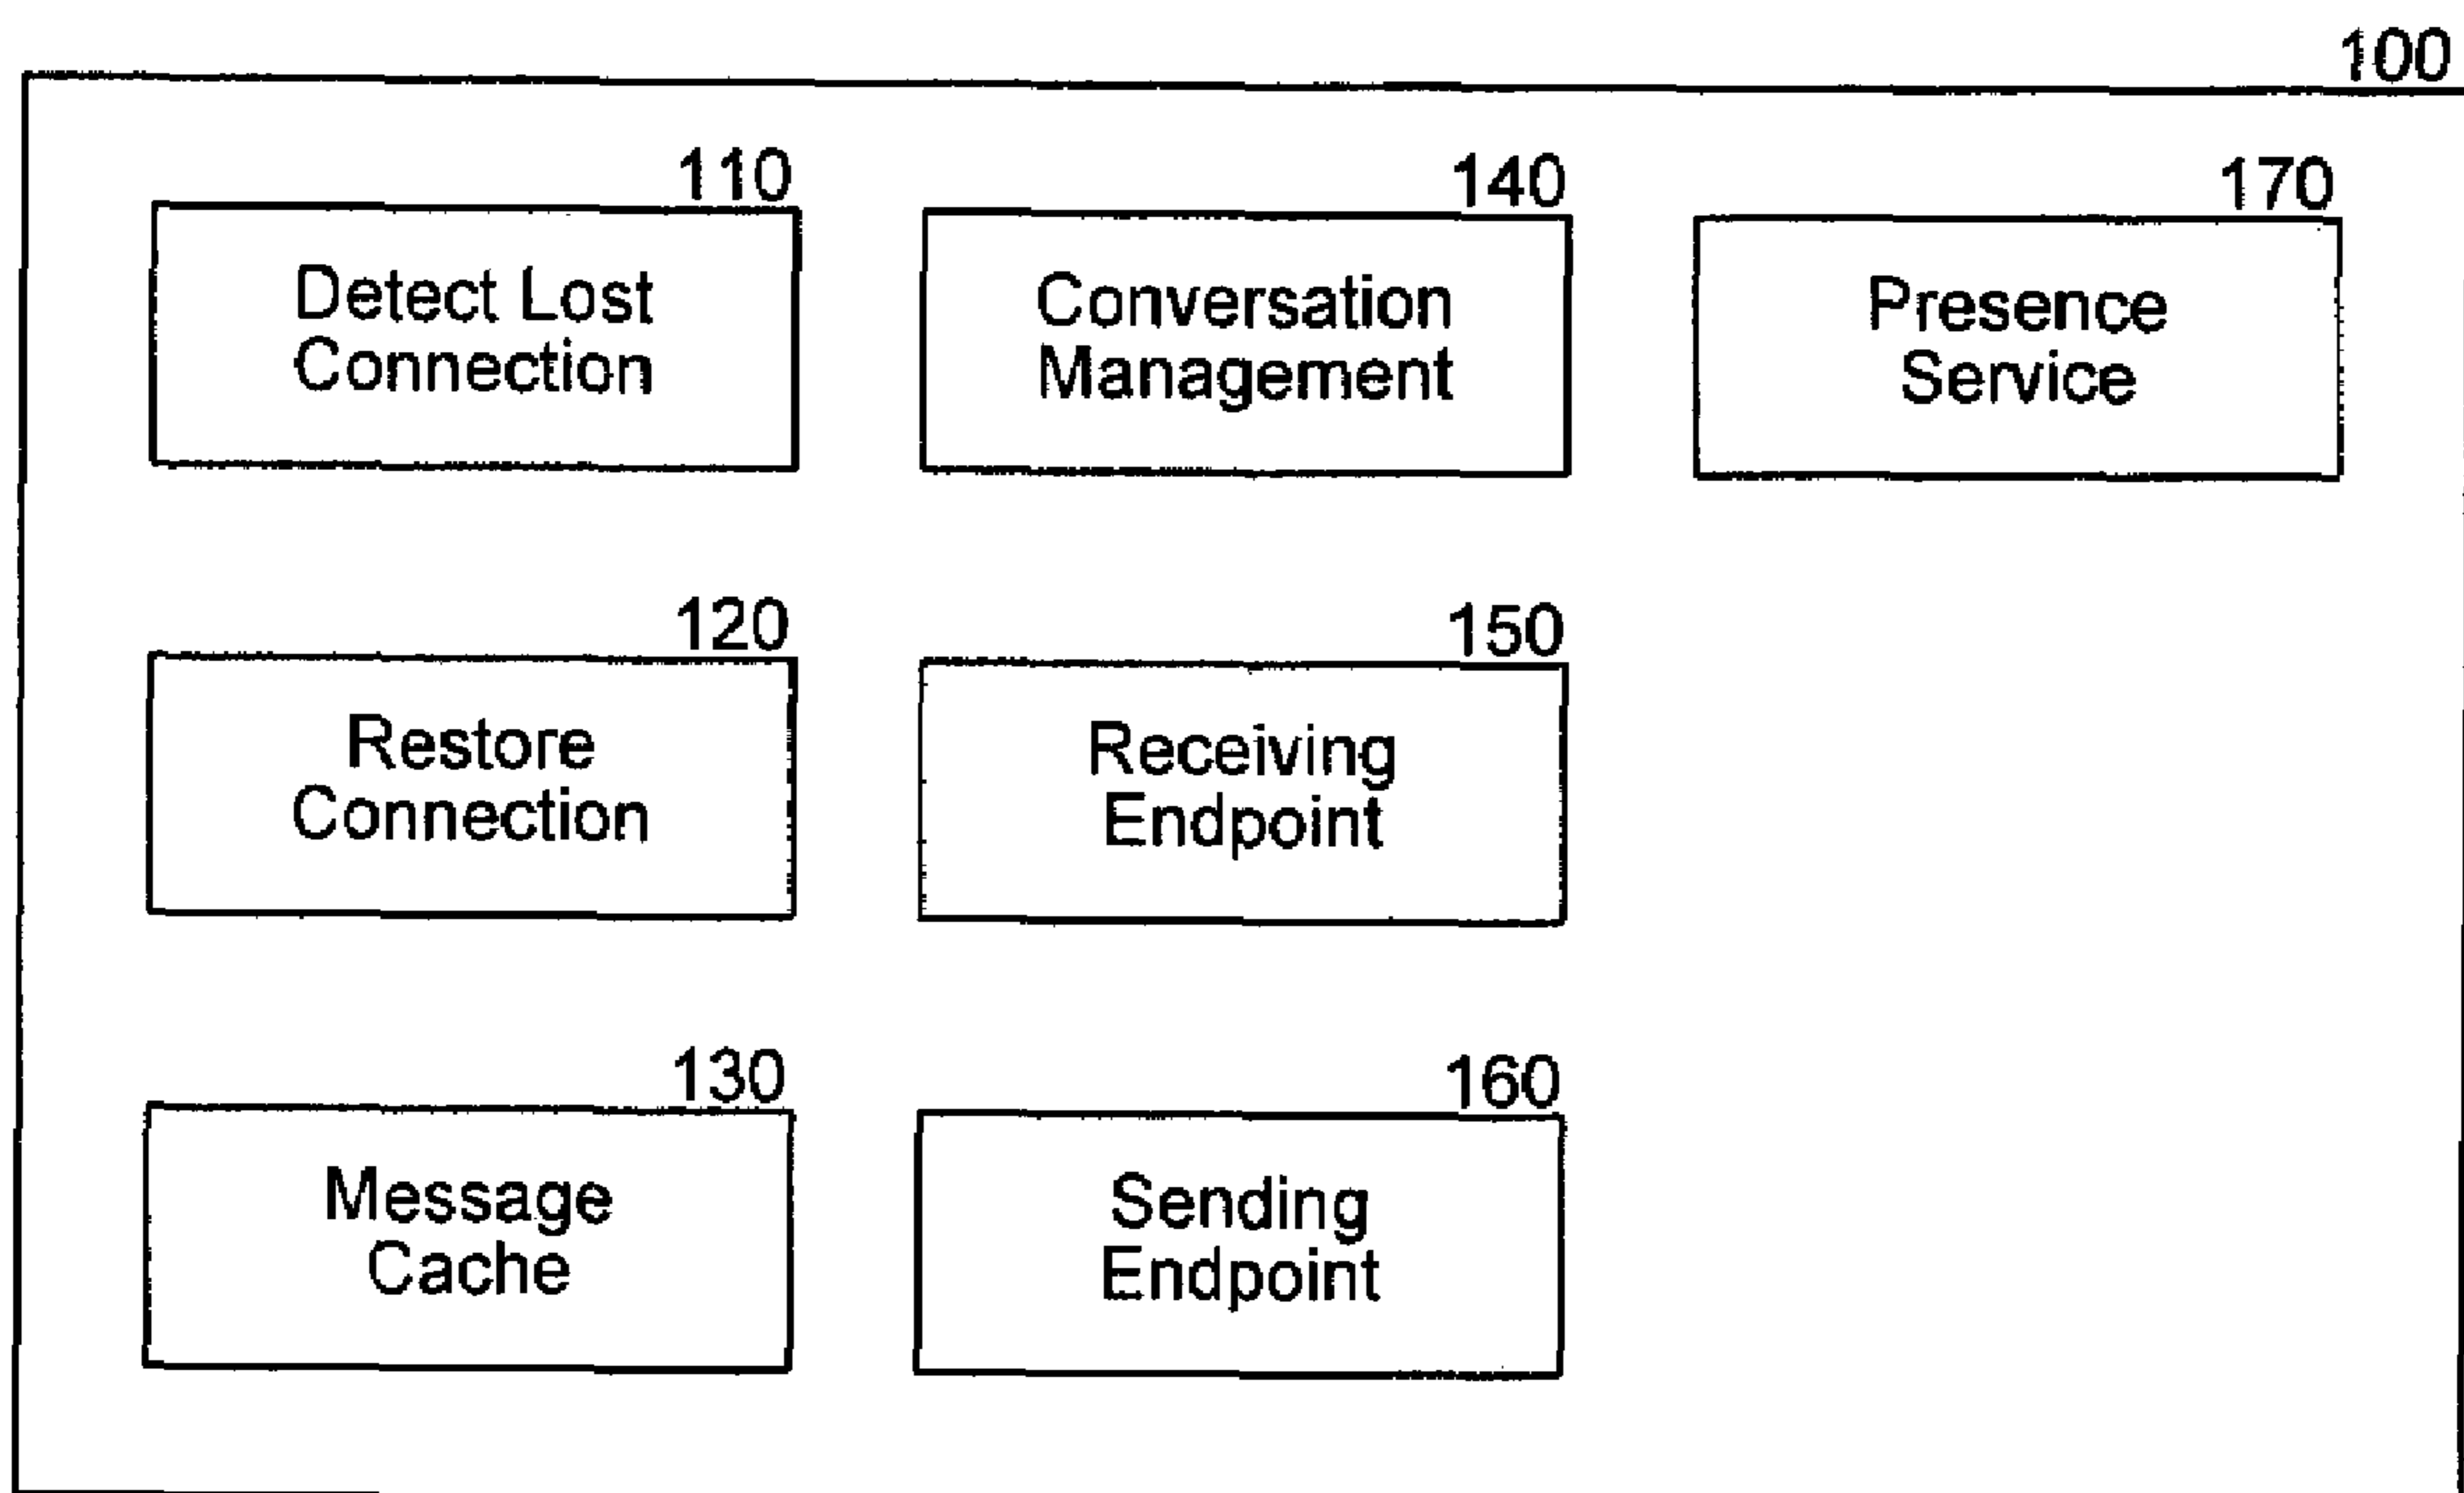 100
110
Detect Lost
Connection
140
Conversation
Management
170
Presence
Service
120
Restore
Connection
150
Receiving
Endpoint
130
Message
Cache
160
Sending
Endpoint